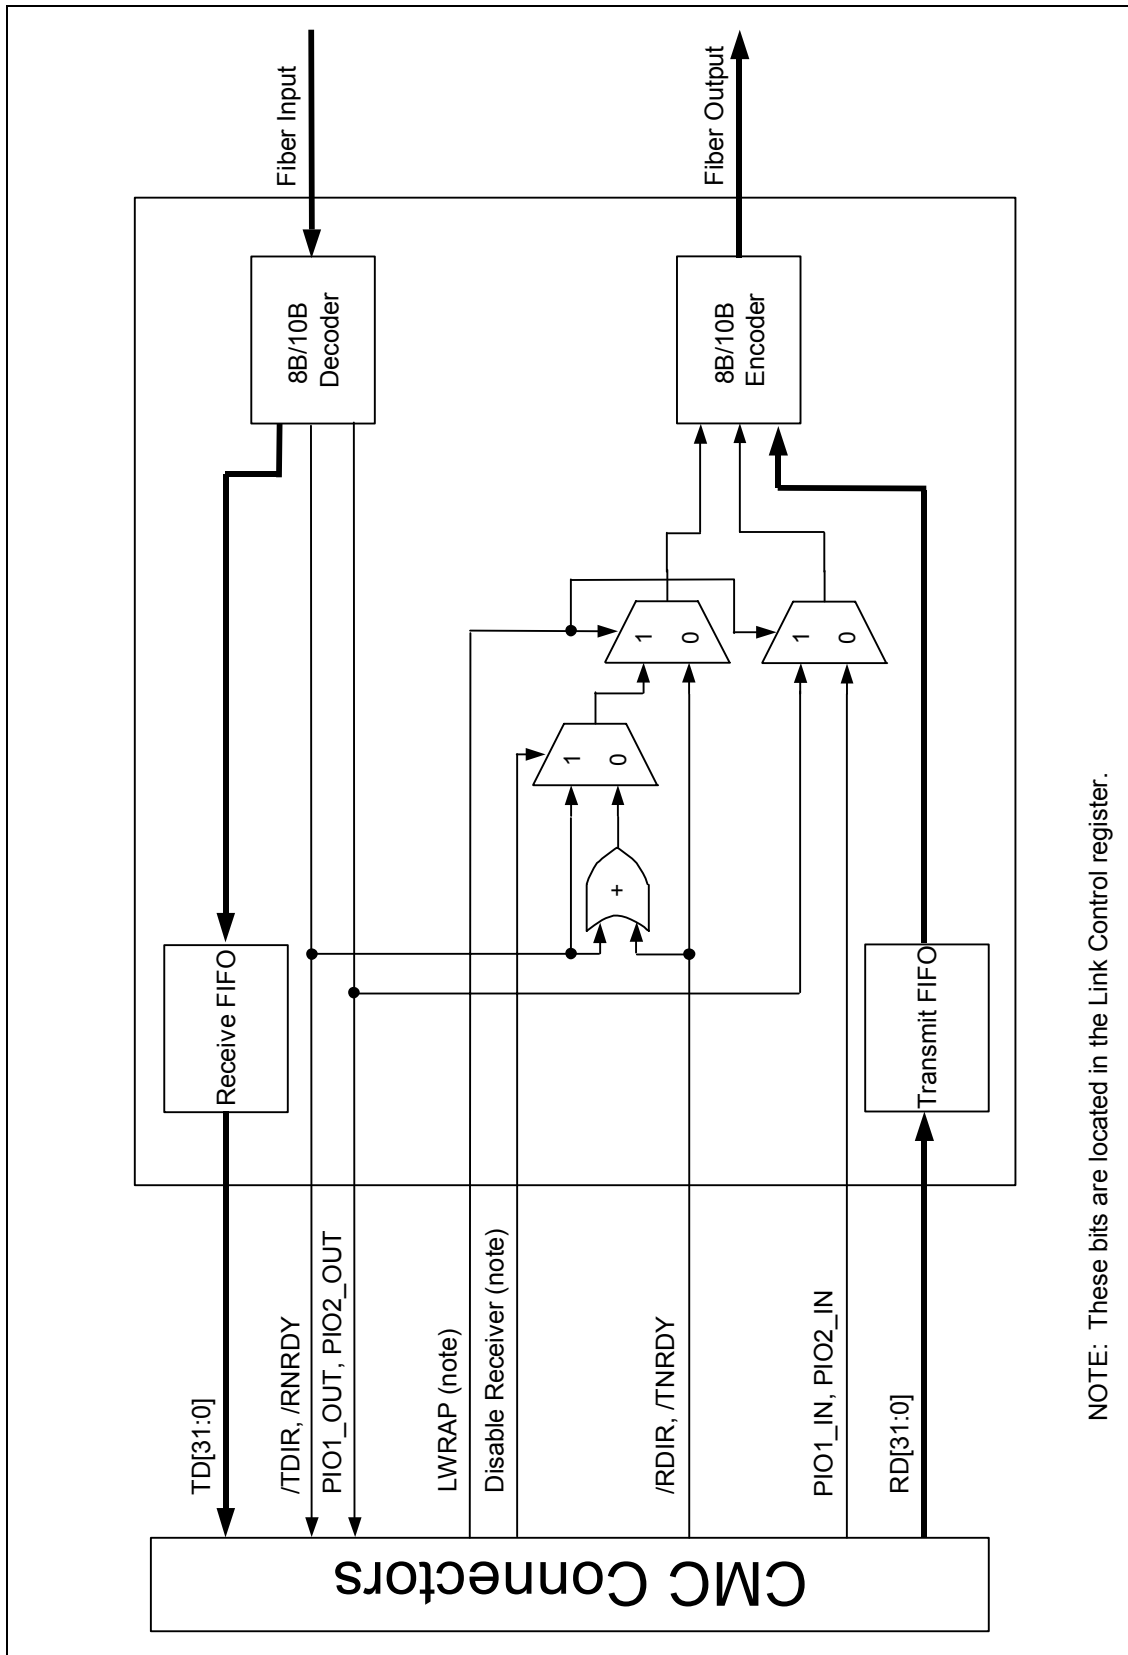 Fiber Input
Fiber Output
8B/10B
Decoder
8B/10B
Encoder
1
0
1
0
1
0
+
Receive FIFO
Transmit FIFO
TD[31:0]
/TDIR, /RNRDY
PIO1_OUT, PIO2_OUT
LWRAP (note)
Disable Receiver (note)
/RDIR, /TNRDY
PIO1_IN, PIO2_IN
RD[31:0]
CMC Connectors
NOTE: These bits are located in the Link Control register.